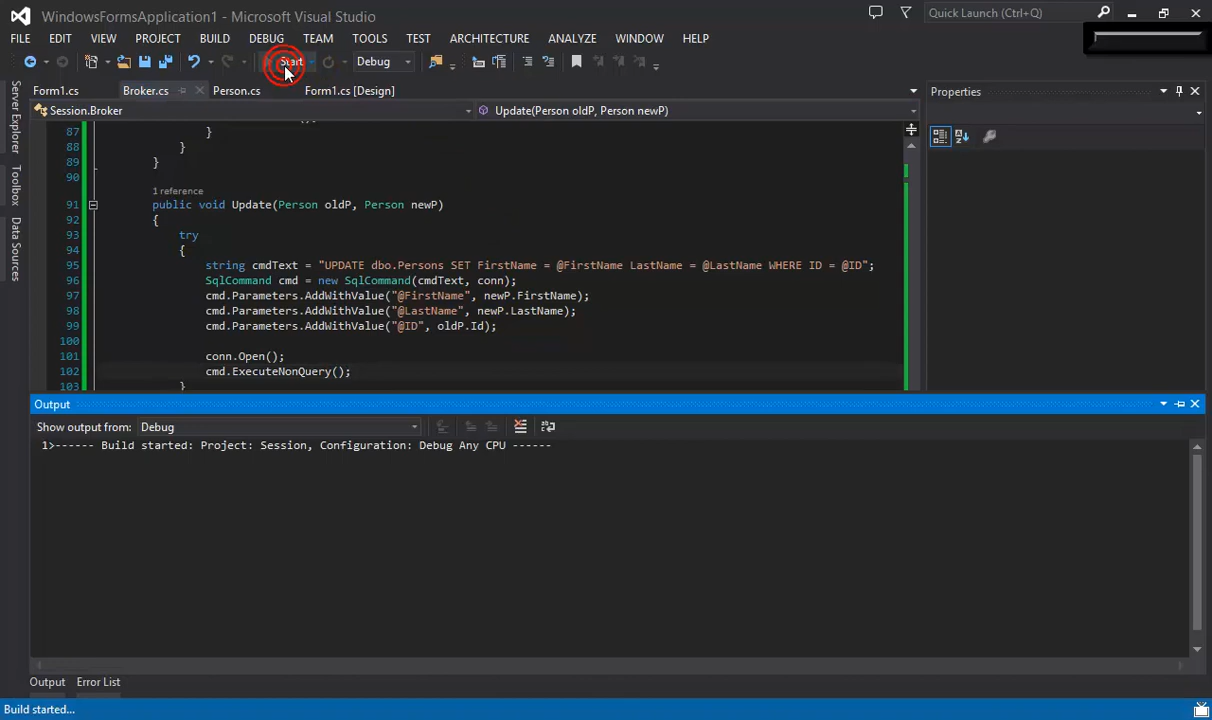 WindowsFormsApplication1 - Microsoft Visual Studio
Quick Launch (Ctrl+Q)
FILE EDIT VIEW PROJECT BUILD DEBUG TEAM TOOLS TEST ARCHITECTURE ANALYZE WINDOW HELP
Start Debug
Form1.cs Broker.cs Person.cs Form1.cs [Design]
Properties
Session.Broker Update(Person oldP, Person newP)
Server Explorer
Toolbox
Data Sources
87 }
88 }
89 }
90
1 reference
91 public void Update(Person oldP, Person newP)
92 {
93 try
94 {
95 string cmdText = "UPDATE dbo.Persons SET FirstName = @FirstName LastName = @LastName WHERE ID = @ID";
96 SqlCommand cmd = new SqlCommand(cmdText, conn);
97 cmd.Parameters.AddWithValue("@FirstName", newP.FirstName);
98 cmd.Parameters.AddWithValue("@LastName", newP.LastName);
99 cmd.Parameters.AddWithValue("@ID", oldP.Id);
100
101 conn.Open();
102 cmd.ExecuteNonQuery();
103 }
Output
Show output from: Debug
1>------ Build started: Project: Session, Configuration: Debug Any CPU ------
Output Error List
Build started...